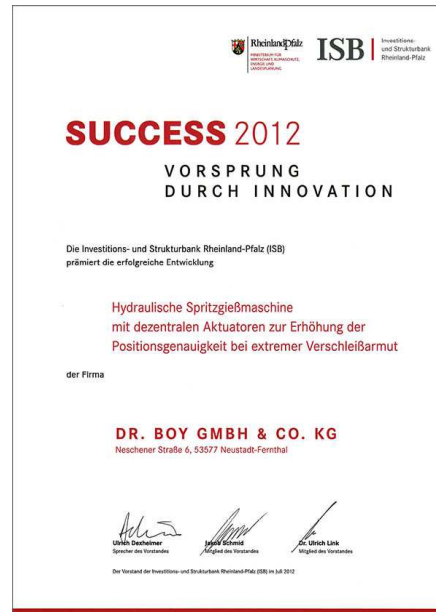 RheinlandPfalz
MINISTERIUM FÜR
WIRTSCHAFT, KLIMASCHUTZ,
ENERGIE UND
LANDESPLANUNG
ISB
Investitions-
und Strukturbank
Rheinland-Pfalz
SUCCESS 2012
VORSPRUNG
DURCH INNOVATION
Die Investitions- und Strukturbank Rheinland-Pfalz (ISB)
prämiert die erfolgreiche Entwicklung
Hydraulische Spritzgießmaschine
mit dezentralen Aktuatoren zur Erhöhung der
Positionsgenauigkeit bei extremer Verschleißarmut
der Firma
DR. BOY GMBH & CO. KG
Neschener Straße 6, 53577 Neustadt-Fernthal
Ulrich Dexheimer Jakob Schmid Dr. Ulrich Link
Sprecher des Vorstandes Mitglied des Vorstandes Mitglied des Vorstandes
Der Vorstand der Investitions- und Strukturbank Rheinland-Pfalz (ISB) im Juli 2012